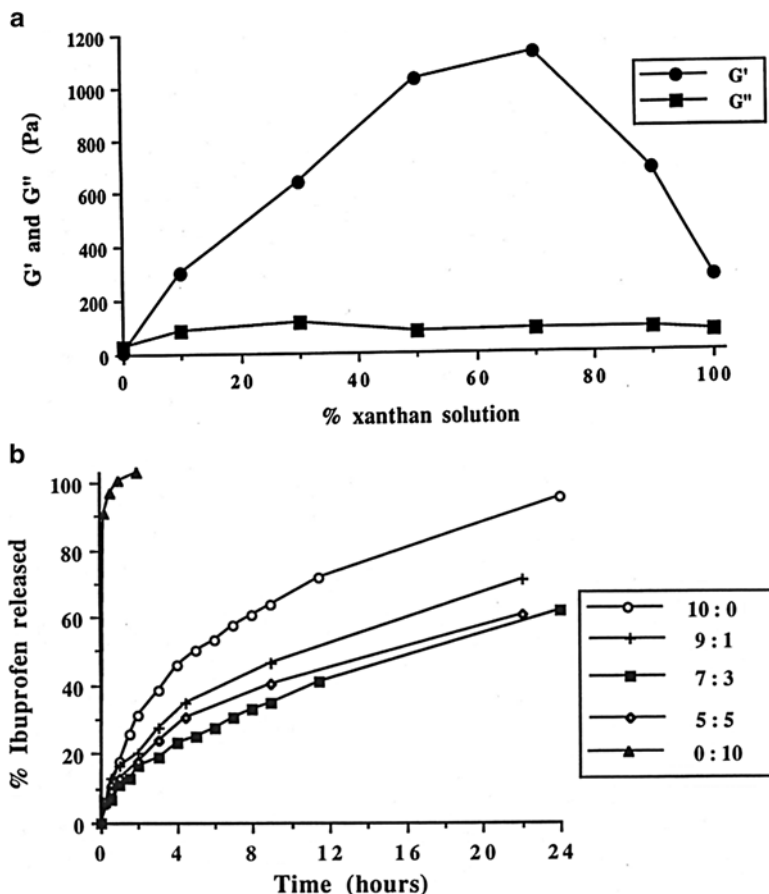 a
1200
1000
800
600
400
200
0
G' and G" (Pa)
G'
G"
0 20 40 60 80 100
% xanthan solution
b
100
80
60
40
20
0
% Ibuprofen released
10 : 0
9 : 1
7 : 3
5 : 5
0 : 10
0 4 8 12 16 20 24
Time (hours)